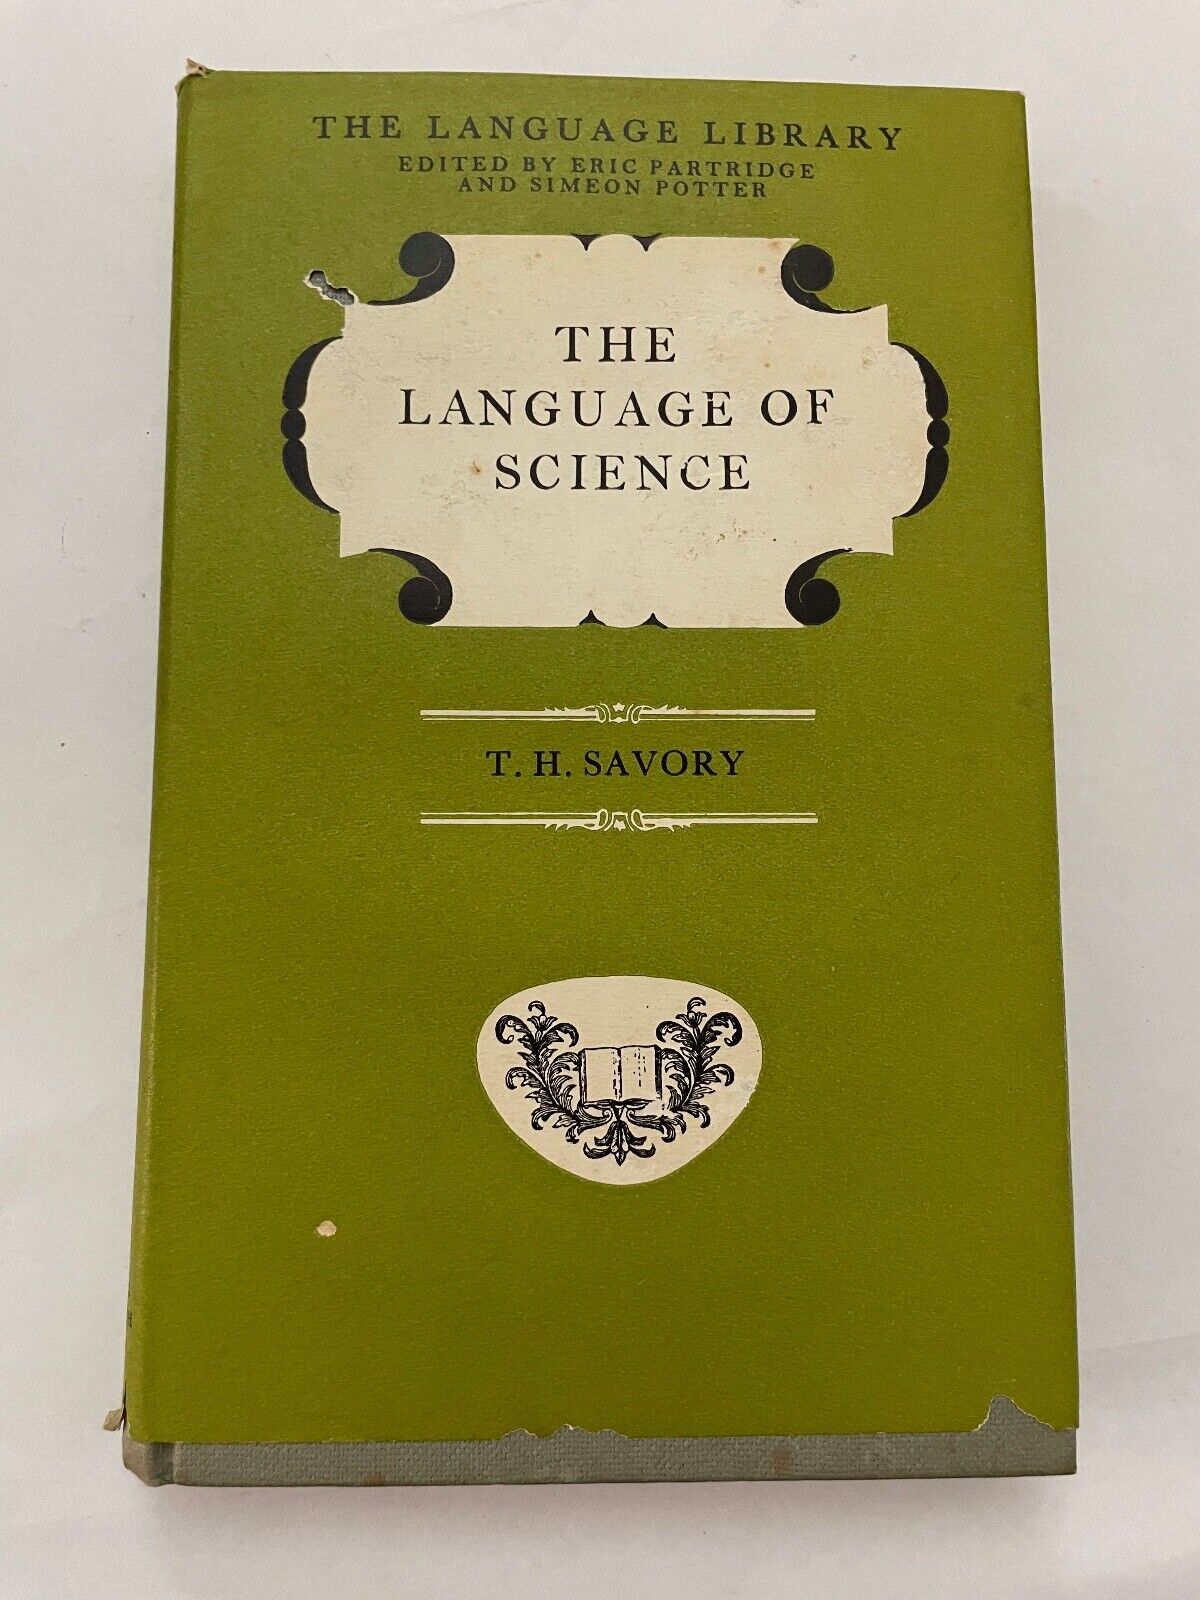 THE LANGUAGE LIBRARY
EDITED BY ERIC PARTRIDGE
AND SIMEON POTTER
THE
LANGUAGE OF
SCIENCE
T. H. SAVORY